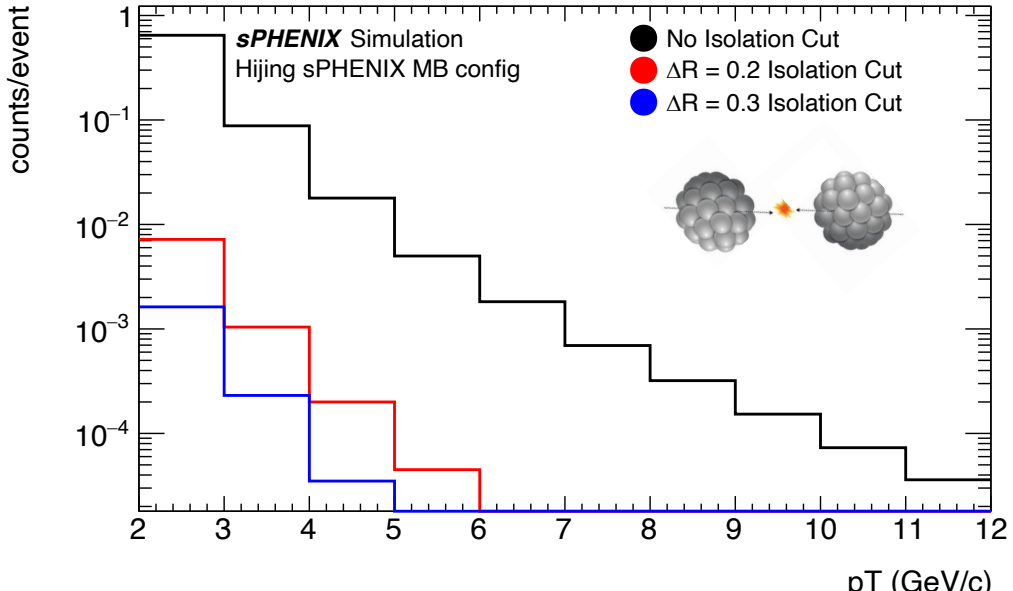 counts/event
1
10⁻¹
10⁻²
10⁻³
10⁻⁴
sPHENIX Simulation
Hijing sPHENIX MB config
No Isolation Cut
ΔR = 0.2 Isolation Cut
ΔR = 0.3 Isolation Cut
2 3 4 5 6 7 8 9 10 11 12
pT (GeV/c)